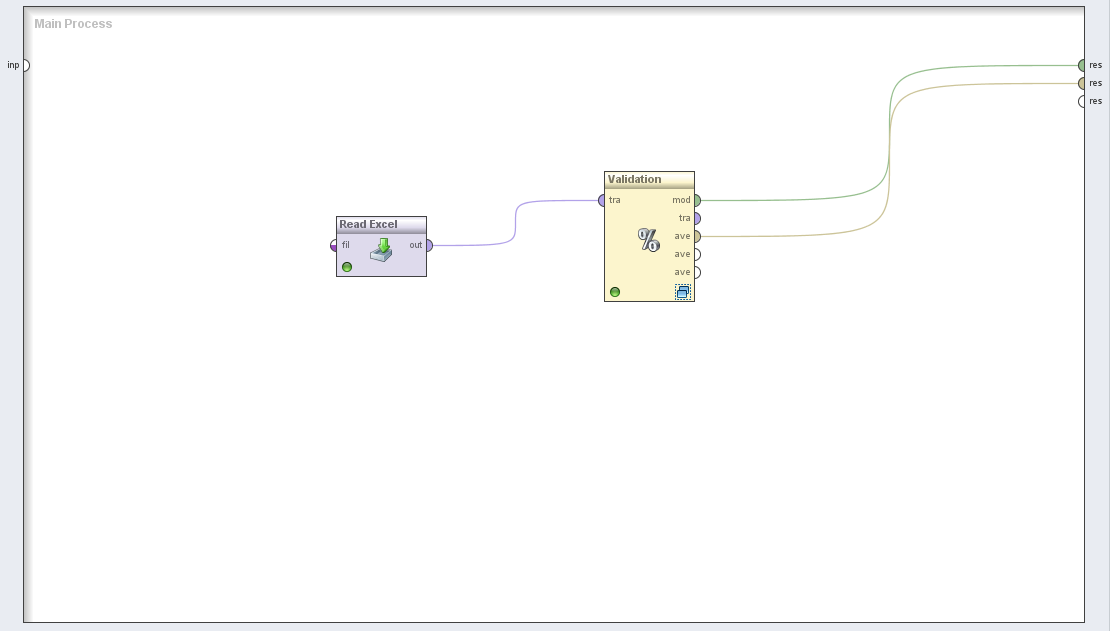 Main Process
inp
res
res
res
Validation
tra
mod
tra
ave
ave
ave
Read Excel
fil
out